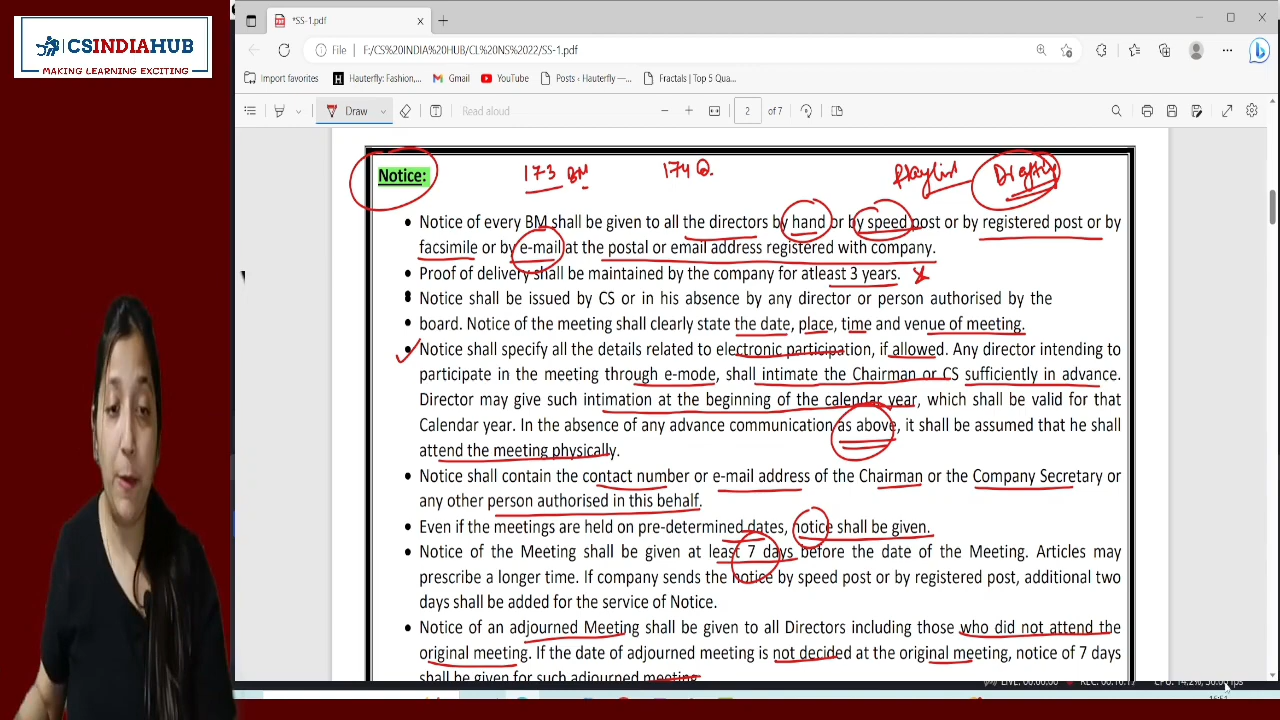 CSINDIAHUB
MAKING LEARNING EXCITING
*SS-1.pdf
File F:/CS%20INDIA%20HUB/CL%20NS%2022/SS-1.pdf
Import favorites Hauterfly: Fashion,... Gmail YouTube Posts ‹ Hauterfly —... Fractals | Top 5 Qua...
Draw Read aloud 2 of 7
173 BM 174 Q. Playlist Drafting
Notice:
• Notice of every BM shall be given to all the directors by hand or by speed post or by registered post or by
facsimile or by e-mail at the postal or email address registered with company.
• Proof of delivery shall be maintained by the company for atleast 3 years.
• Notice shall be issued by CS or in his absence by any director or person authorised by the
• board. Notice of the meeting shall clearly state the date, place, time and venue of meeting.
• Notice shall specify all the details related to electronic participation, if allowed. Any director intending to
participate in the meeting through e-mode, shall intimate the Chairman or CS sufficiently in advance.
Director may give such intimation at the beginning of the calendar year, which shall be valid for that
Calendar year. In the absence of any advance communication as above, it shall be assumed that he shall
attend the meeting physically.
• Notice shall contain the contact number or e-mail address of the Chairman or the Company Secretary or
any other person authorised in this behalf.
• Even if the meetings are held on pre-determined dates, notice shall be given.
• Notice of the Meeting shall be given at least 7 days before the date of the Meeting. Articles may
prescribe a longer time. If company sends the notice by speed post or by registered post, additional two
days shall be added for the service of Notice.
• Notice of an adjourned Meeting shall be given to all Directors including those who did not attend the
original meeting. If the date of adjourned meeting is not decided at the original meeting, notice of 7 days
shall be given for such adjourned meeting